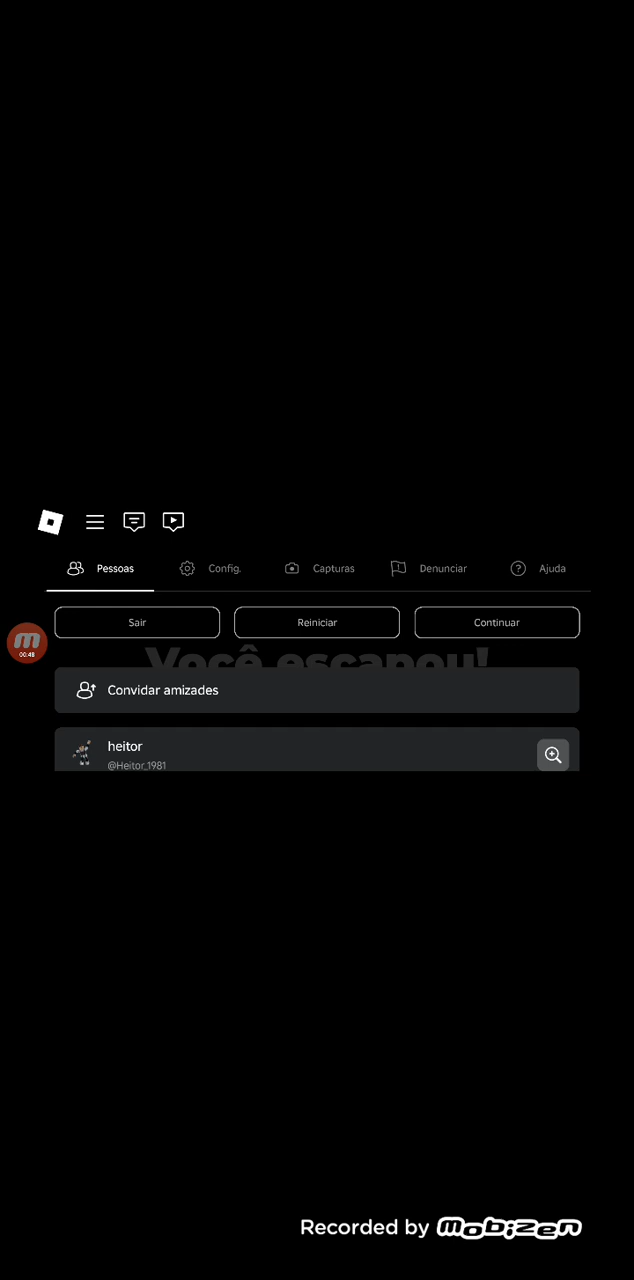 Pessoas Config. Capturas Denunciar Ajuda
Sair Reiniciar Continuar
00:48
Você escapou!
Convidar amizades
heitor
@Heitor_1981
Recorded by mobizen